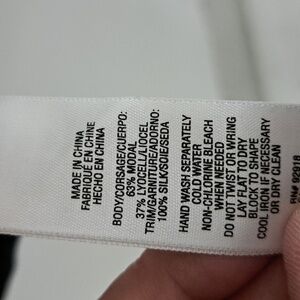 MADE IN CHINA
FABRIQUÉ EN CHINE
HECHO EN CHINA
BODY/CORSAGE/CUERPO:
63% MODAL
37% LYOCELL/LIOCEL
TRIM/GARNITURE/ADORNO:
100% SILK/SOIE/SEDA
HAND WASH SEPARATELY
COLD WATER
NON-CHLORINE BLEACH
WHEN NEEDED
DO NOT TWIST OR WRING
LAY FLAT TO DRY
BLOCK TO DRY
COOL IRON IF NECESSARY
OR DRY CLEAN